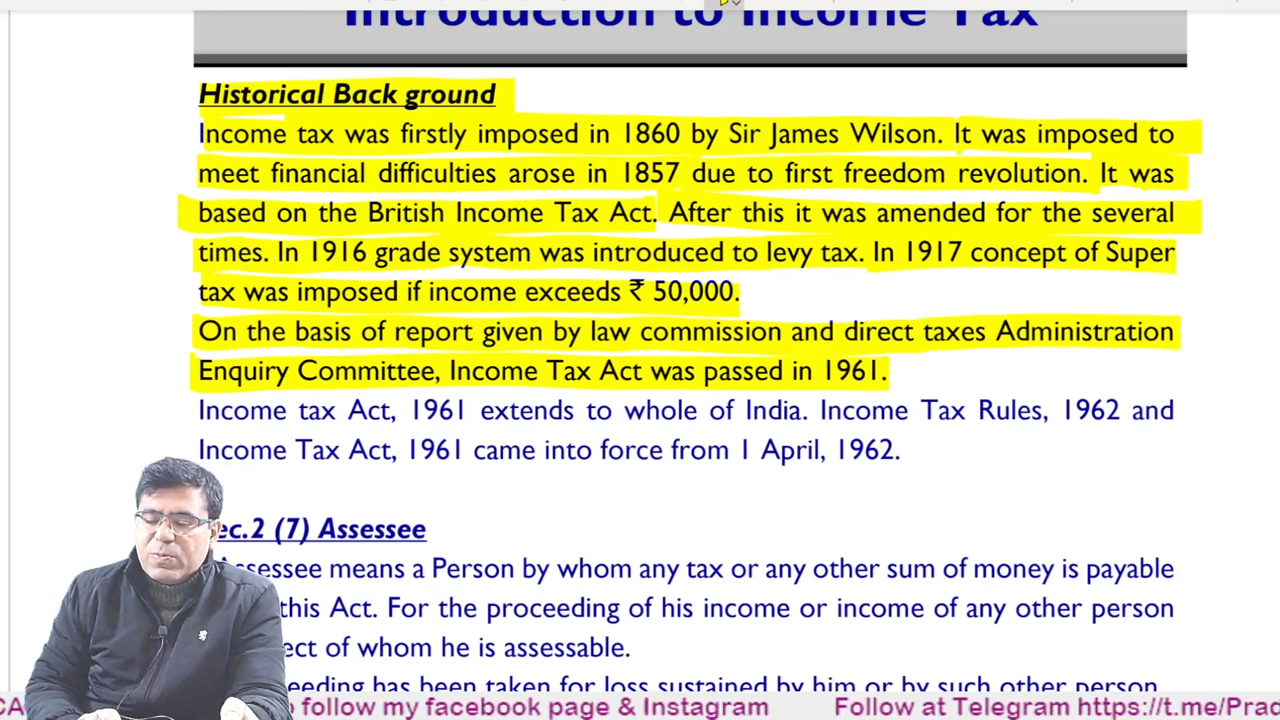 Introduction to Income Tax
Historical Back ground
Income tax was firstly imposed in 1860 by Sir James Wilson. It was imposed to
meet financial difficulties arose in 1857 due to first freedom revolution. It was
based on the British Income Tax Act. After this it was amended for the several
times. In 1916 grade system was introduced to levy tax. In 1917 concept of Super
tax was imposed if income exceeds ₹ 50,000.
On the basis of report given by law commission and direct taxes Administration
Enquiry Committee, Income Tax Act was passed in 1961.
Income tax Act, 1961 extends to whole of India. Income Tax Rules, 1962 and
Income Tax Act, 1961 came into force from 1 April, 1962.
ec.2 (7) Assessee
Assessee means a Person by whom any tax or any other sum of money is payable
this Act. For the proceeding of his income or income of any other person
ect of whom he is assessable.
eeding has been taken for loss sustained by him or by such other person.
CA
o follow my facebook page & Instagram
Follow at Telegram https://t.me/Prad